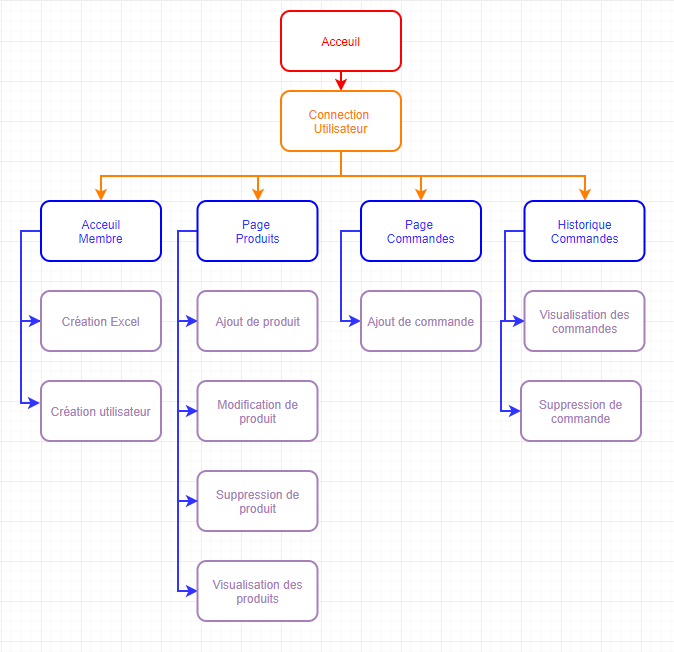 Acceuil
Connection
Utilisateur
Acceuil
Membre
Page
Produits
Page
Commandes
Historique
Commandes
Création Excel
Ajout de produit
Ajout de commande
Visualisation des
commandes
Création utilisateur
Modification de
produit
Suppression de
commande
Suppression de
produit
Visualisation des
produits